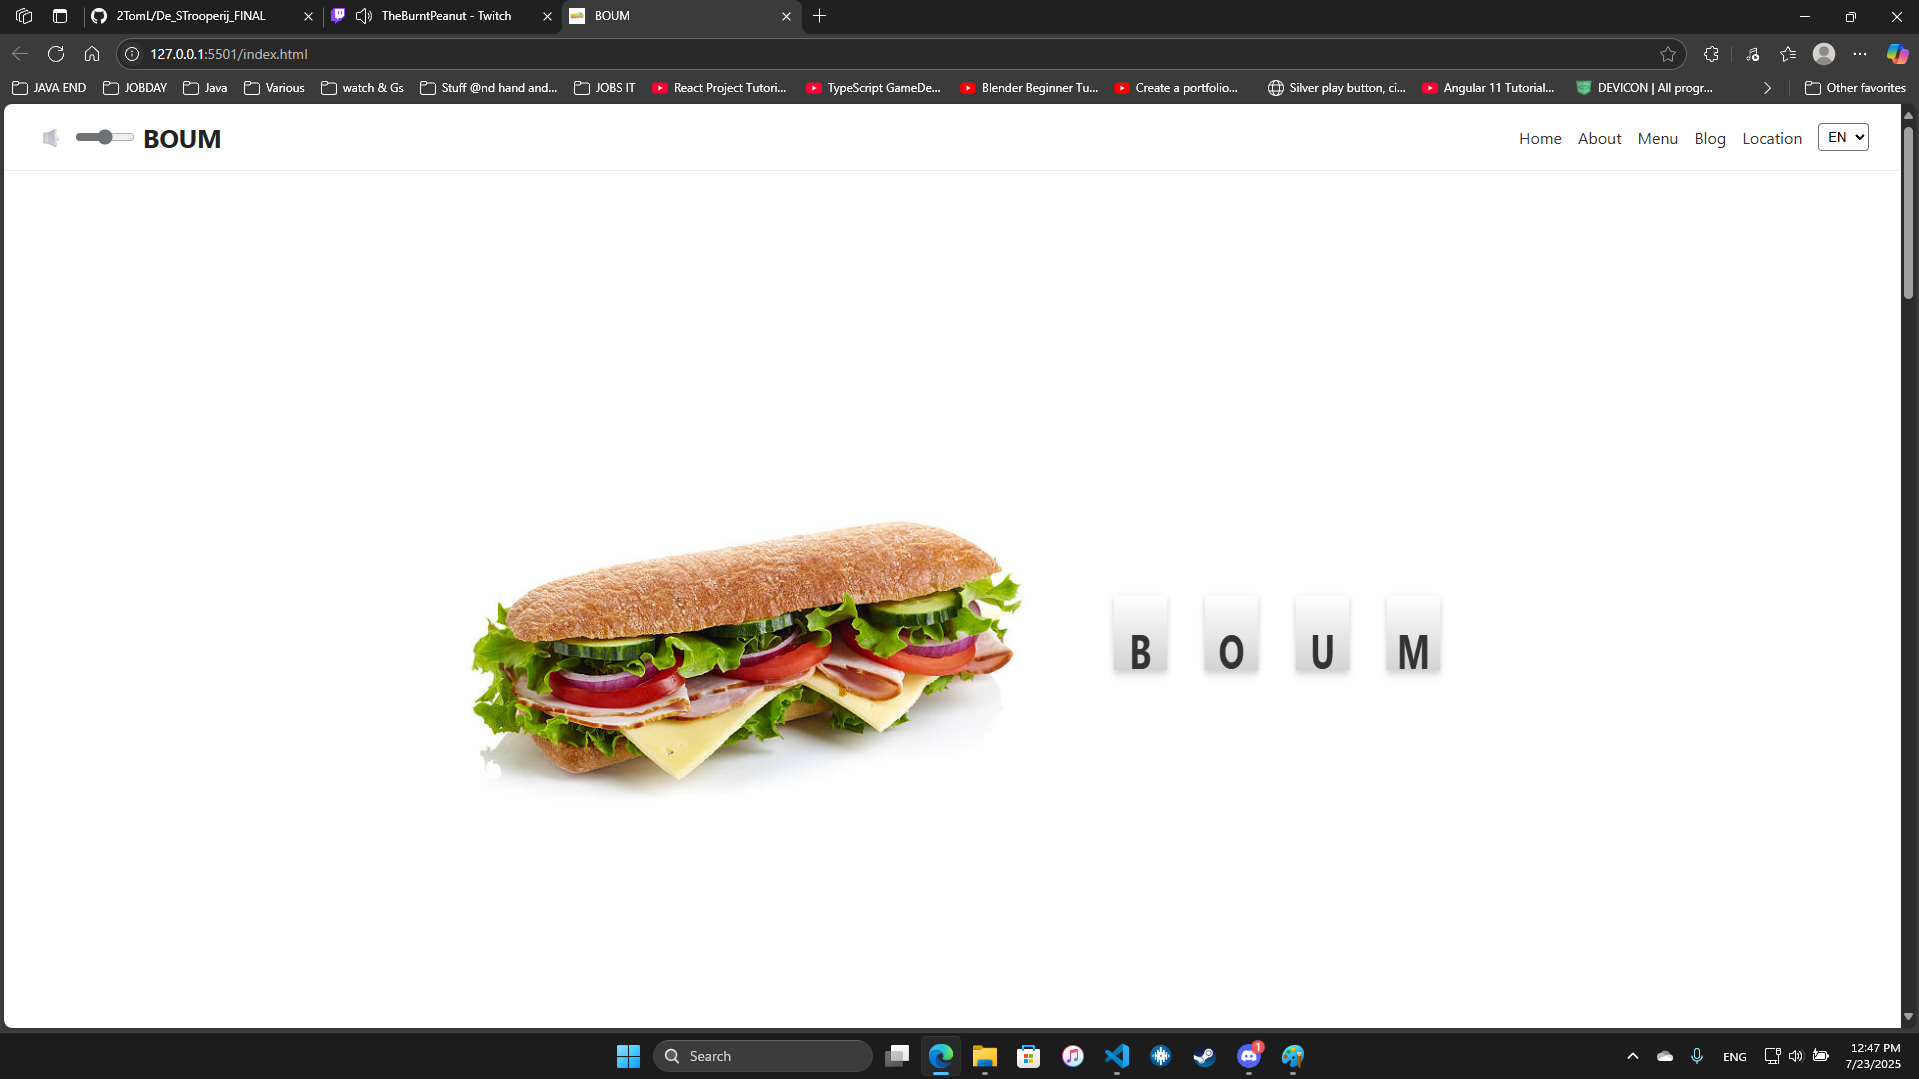 2TomL/De_STrooperij_FINAL
TheBurntPeanut - Twitch
BOUM
127.0.0.1:5501/index.html
JAVA END
JOBDAY
Java
Various
watch & Gs
Stuff @nd hand and...
JOBS IT
React Project Tutori...
TypeScript GameDe...
Blender Beginner Tu...
Create a portfolio...
Silver play button, ci...
Angular 11 Tutorial...
DEVICON | All progr...
Other favorites
BOUM
Home
About
Menu
Blog
Location
EN
B O U M
Search
1
ENG
12:47 PM
7/23/2025